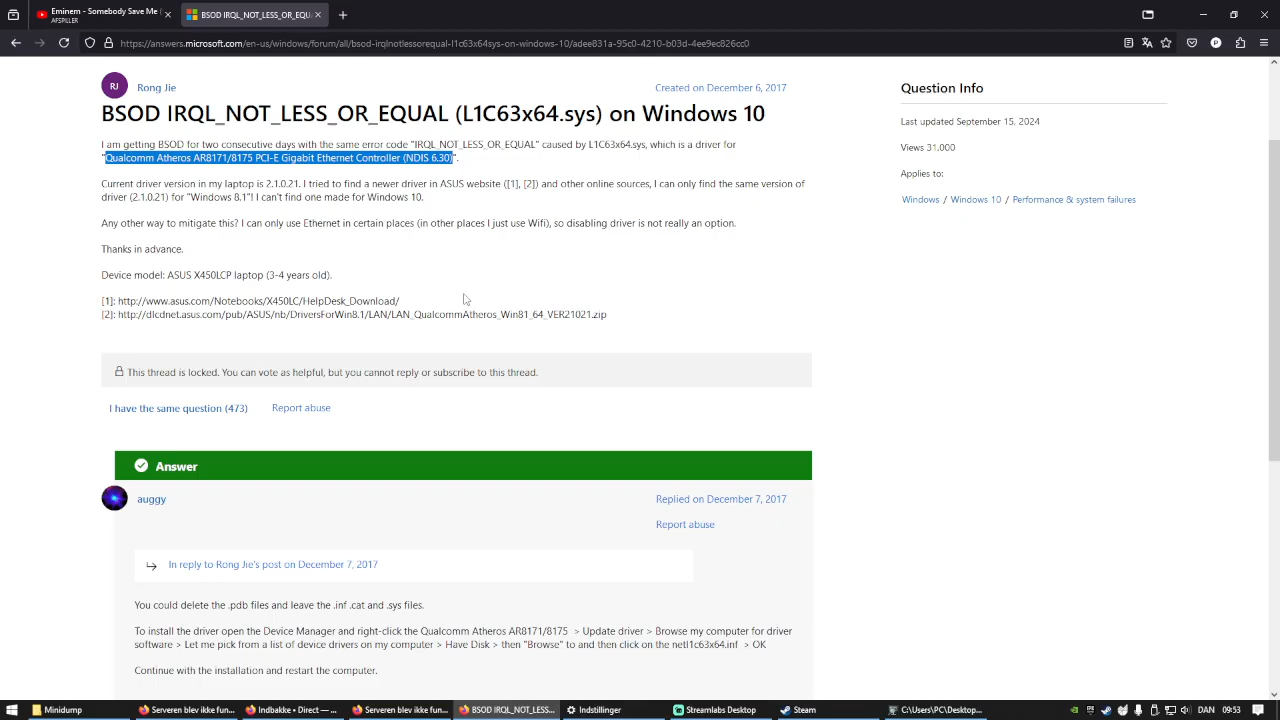 Eminem - Somebody Save Me (
AFSPILLER
BSOD IRQL_NOT_LESS_OR_EQU
https://answers.microsoft.com/en-us/windows/forum/all/bsod-irqlnotlessorequal-l1c63x64sys-on-windows-10/adee831a-95c0-4210-b03d-4ee9ec826cc0
RJ
Rong Jie
Created on December 6, 2017
BSOD IRQL_NOT_LESS_OR_EQUAL (L1C63x64.sys) on Windows 10
I am getting BSOD for two consecutive days with the same error code "IRQL_NOT_LESS_OR_EQUAL" caused by L1C63x64.sys, which is a driver for
"Qualcomm Atheros AR8171/8175 PCI-E Gigabit Ethernet Controller (NDIS 6.30)".
Current driver version in my laptop is 2.1.0.21. I tried to find a newer driver in ASUS website ([1], [2]) and other online sources, I can only find the same version of
driver (2.1.0.21) for "Windows 8.1"! I can't find one made for Windows 10.
Any other way to mitigate this? I can only use Ethernet in certain places (in other places I just use Wifi), so disabling driver is not really an option.
Thanks in advance.
Device model: ASUS X450LCP laptop (3-4 years old).
[1]: http://www.asus.com/Notebooks/X450LC/HelpDesk_Download/
[2]: http://dlcdnet.asus.com/pub/ASUS/nb/DriversForWin8.1/LAN/LAN_QualcommAtheros_Win81_64_VER21021.zip
This thread is locked. You can vote as helpful, but you cannot reply or subscribe to this thread.
I have the same question (473)
Report abuse
Question Info
Last updated September 15, 2024
Views 31.000
Applies to:
Windows / Windows 10 / Performance & system failures
Answer
auggy
Replied on December 7, 2017
Report abuse
In reply to Rong Jie's post on December 7, 2017
You could delete the .pdb files and leave the .inf .cat and .sys files.
To install the driver open the Device Manager and right-click the Qualcomm Atheros AR8171/8175 > Update driver > Browse my computer for driver
software > Let me pick from a list of device drivers on my computer > Have Disk > then "Browse" to and then click on the netl1c63x64.inf > OK
Continue with the installation and restart the computer.
Minidump
Serveren blev ikke fun...
Indbakke • Direct — ...
Serveren blev ikke fun...
BSOD IRQL_NOT_LESS...
Indstillinger
Streamlabs Desktop
Steam
C:\Users\PC\Desktop...
DAN
09:53